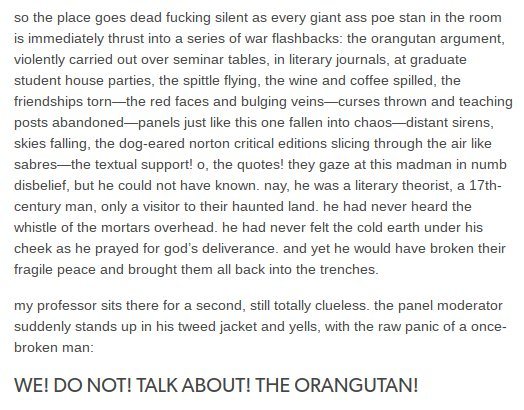 so the place goes dead fucking silent as every giant ass poe stan in the room
is immediately thrust into a series of war flashbacks: the orangutan argument,
violently carried out over seminar tables, in literary journals, at graduate
student house parties, the spittle flying, the wine and coffee spilled, the
friendships torn—the red faces and bulging veins—curses thrown and teaching
posts abandoned—panels just like this one fallen into chaos—distant sirens,
skies falling, the dog-eared norton critical editions slicing through the air like
sabres—the textual support! o, the quotes! they gaze at this madman in numb
disbelief, but he could not have known. nay, he was a literary theorist, a 17th-
century man, only a visitor to their haunted land. he had never heard the
whistle of the mortars overhead. he had never felt the cold earth under his
cheek as he prayed for god’s deliverance. and yet he would have broken their
fragile peace and brought them all back into the trenches.
my professor sits there for a second, still totally clueless. the panel moderator
suddenly stands up in his tweed jacket and yells, with the raw panic of a once-
broken man:
WE! DO NOT! TALK ABOUT! THE ORANGUTAN!